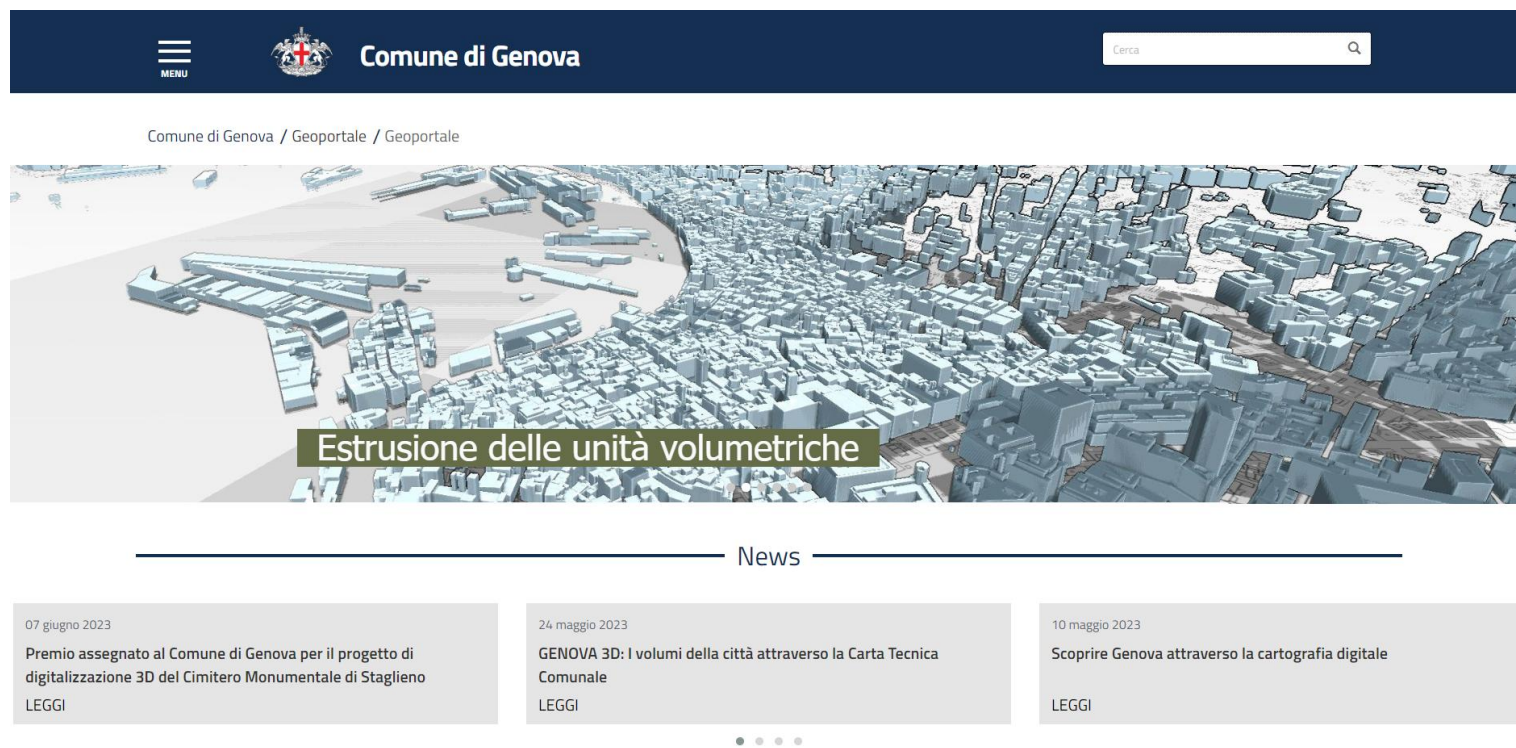 MENU
Comune di Genova
Cerca
Comune di Genova / Geoportale / Geoportale
Estrusione delle unità volumetriche
News
07 giugno 2023
Premio assegnato al Comune di Genova per il progetto di
digitalizzazione 3D del Cimitero Monumentale di Staglieno
LEGGI
24 maggio 2023
GENOVA 3D: I volumi della città attraverso la Carta Tecnica
Comunale
LEGGI
10 maggio 2023
Scoprire Genova attraverso la cartografia digitale
LEGGI